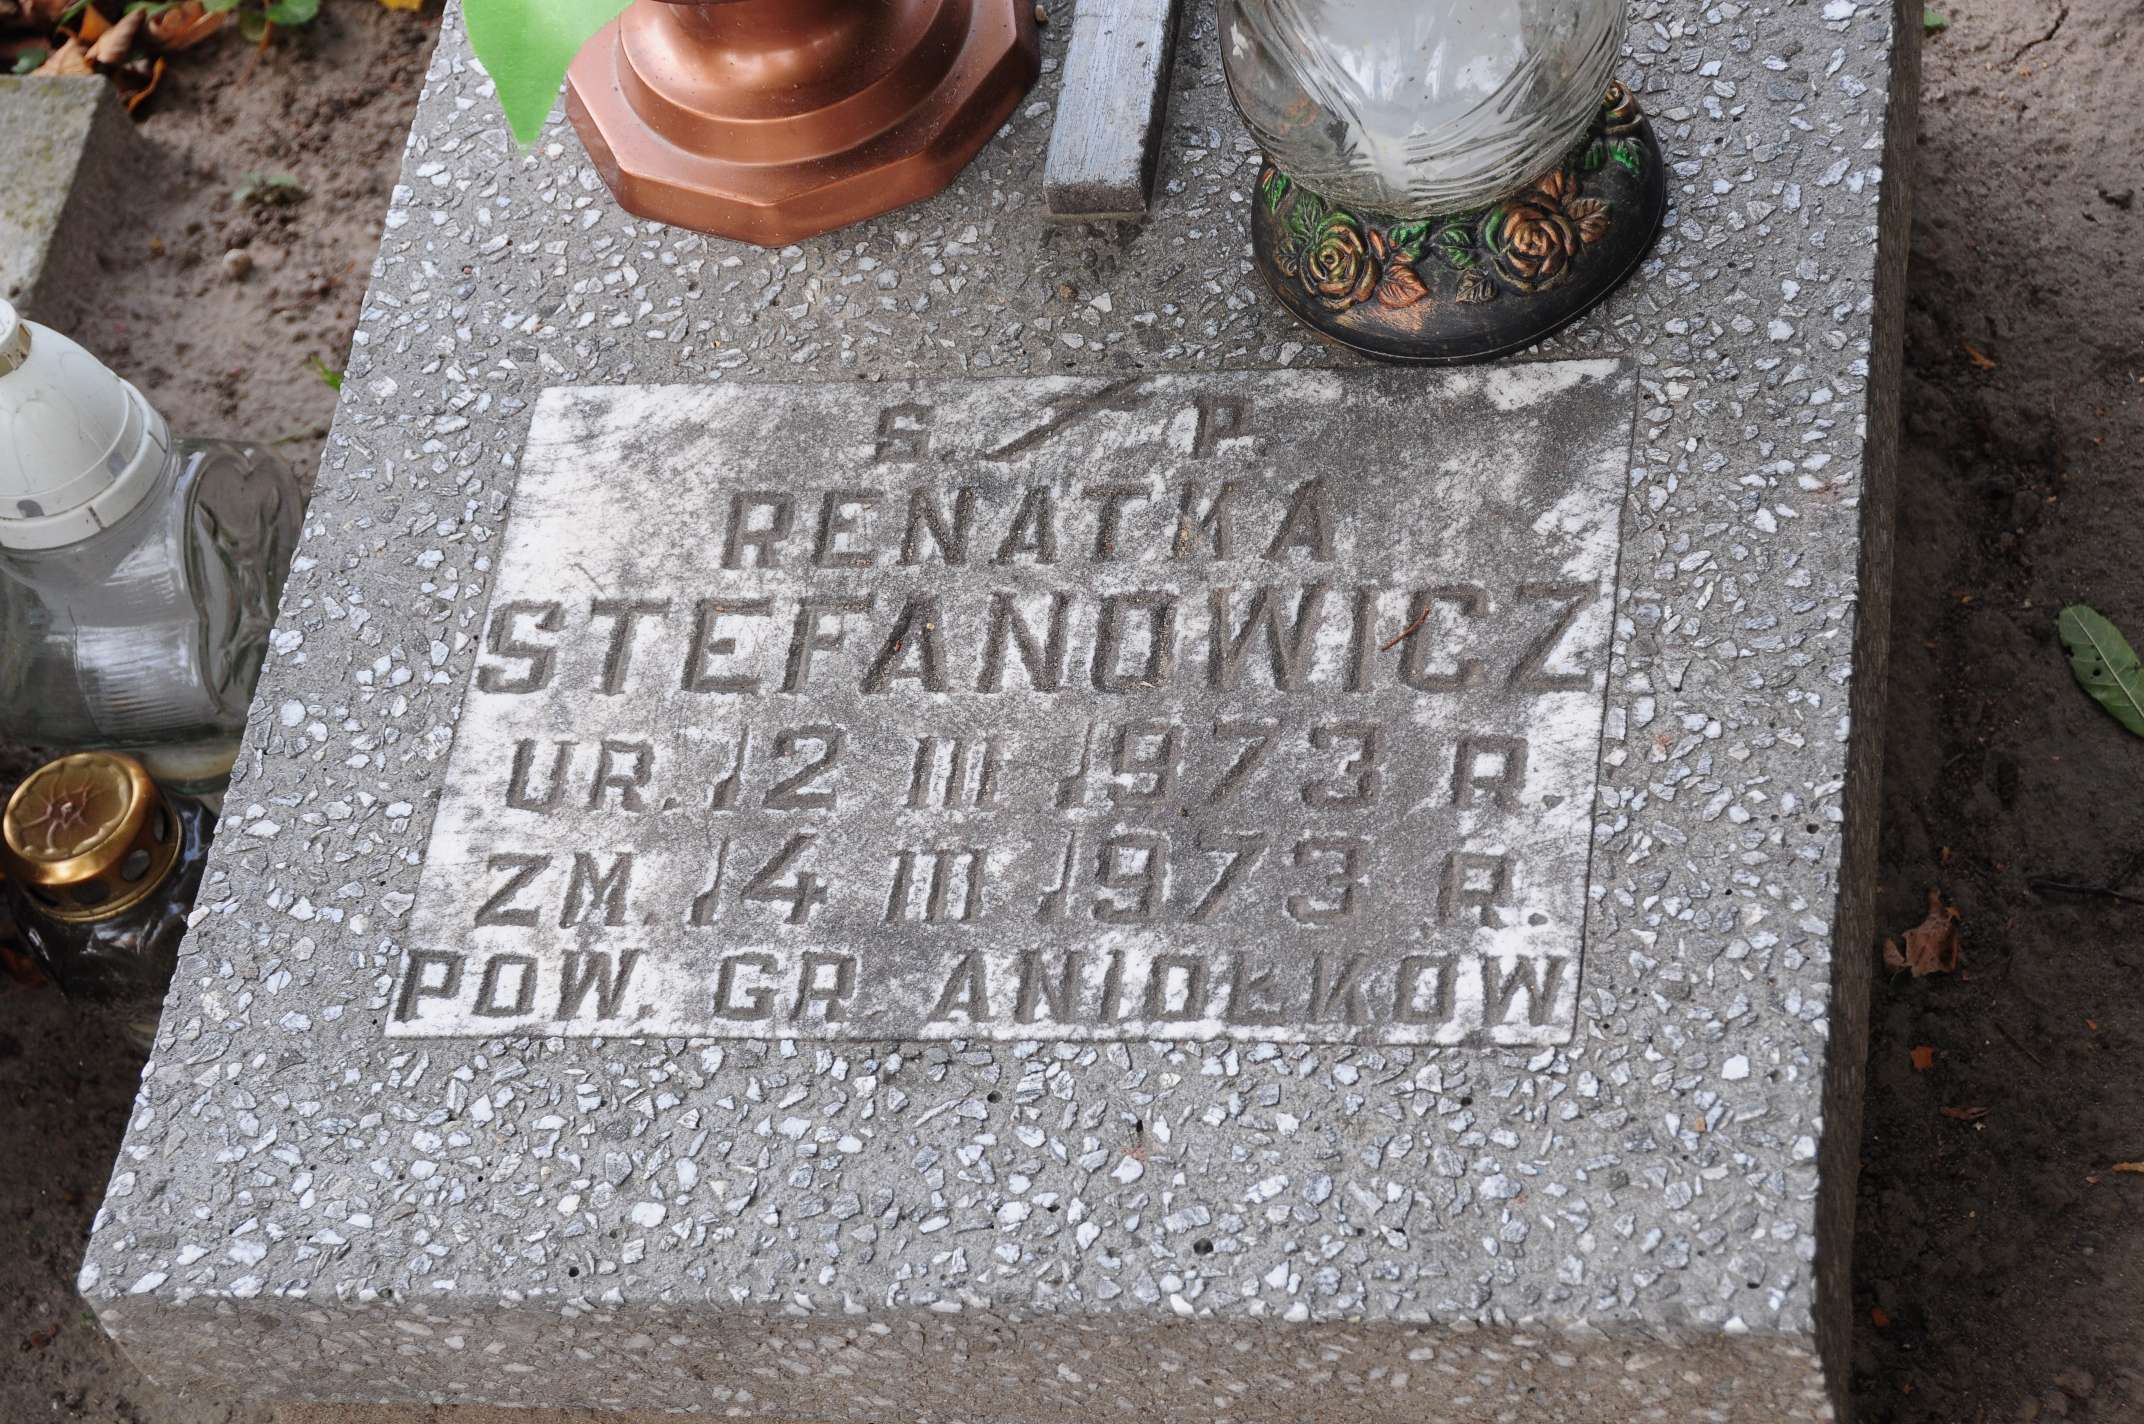 Ś. P.
RENATKA
STEFANOWICZ
UR. 12 III 1973 R.
ZM. 14 III 1973 R.
POW. GR. ANIOŁKÓW